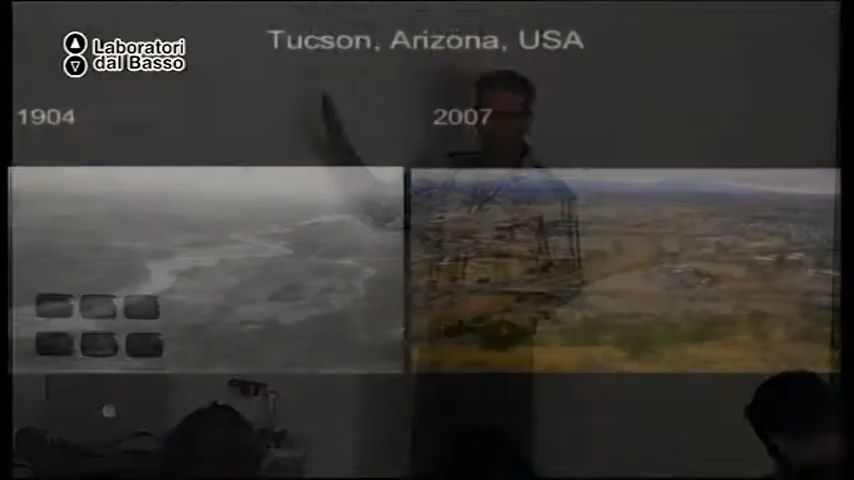 Laboratori
dal Basso
Tucson, Arizona, USA
1904
2007